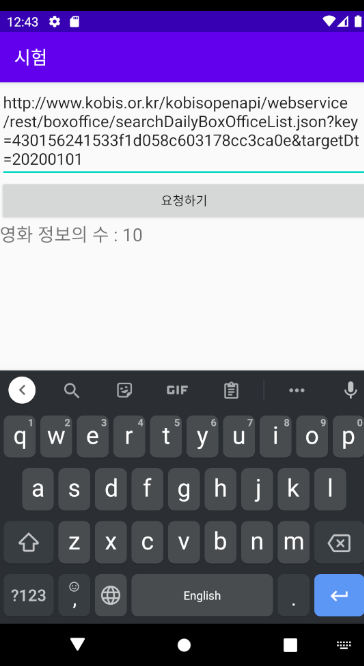 12:43
시험
http://www.kobis.or.kr/kobisopenapi/webservice
/rest/boxoffice/searchDailyBoxOfficeList.json?key
=430156241533f1d058c603178cc3ca0e&targetDt
=20200101
요청하기
영화 정보의 수 : 10
GIF
q 1 w 2 e 3 r 4 t 5 y 6 u 7 i 8 o 9 p 0
a s d f g h j k l
z x c v b n m
?123 , English .